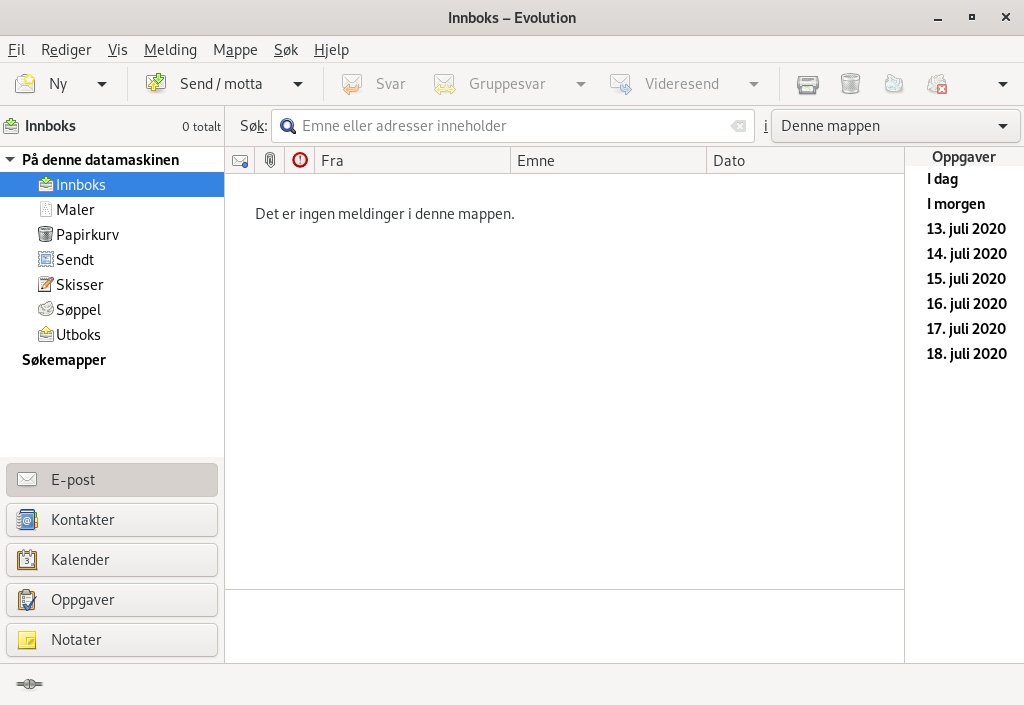 Innboks – Evolution
Fil Rediger Vis Melding Mappe Søk Hjelp
Ny Send / motta Svar Gruppesvar Videresend
Innboks 0 totalt Søk: Emne eller adresser inneholder i Denne mappen
På denne datamaskinen
Innboks
Maler
Papirkurv
Sendt
Skisser
Søppel
Utboks
Søkemapper
E-post
Kontakter
Kalender
Oppgaver
Notater
Fra Emne Dato
Det er ingen meldinger i denne mappen.
Oppgaver
I dag
I morgen
13. juli 2020
14. juli 2020
15. juli 2020
16. juli 2020
17. juli 2020
18. juli 2020